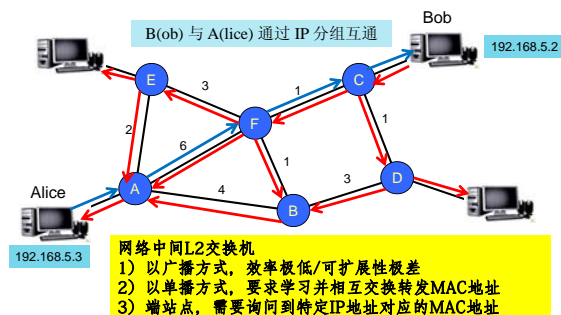 B(ob) 与 A(lice) 通过 IP 分组互通
Bob
192.168.5.2
E
3
1
C
F
2
6
1
1
Alice
A
4
3
D
B
192.168.5.3
网络中间L2交换机
1) 以广播方式，效率极低/可扩展性极差
2) 以单播方式，要求学习并相互交换转发MAC地址
3) 端站点，需要询问到特定IP地址对应的MAC地址